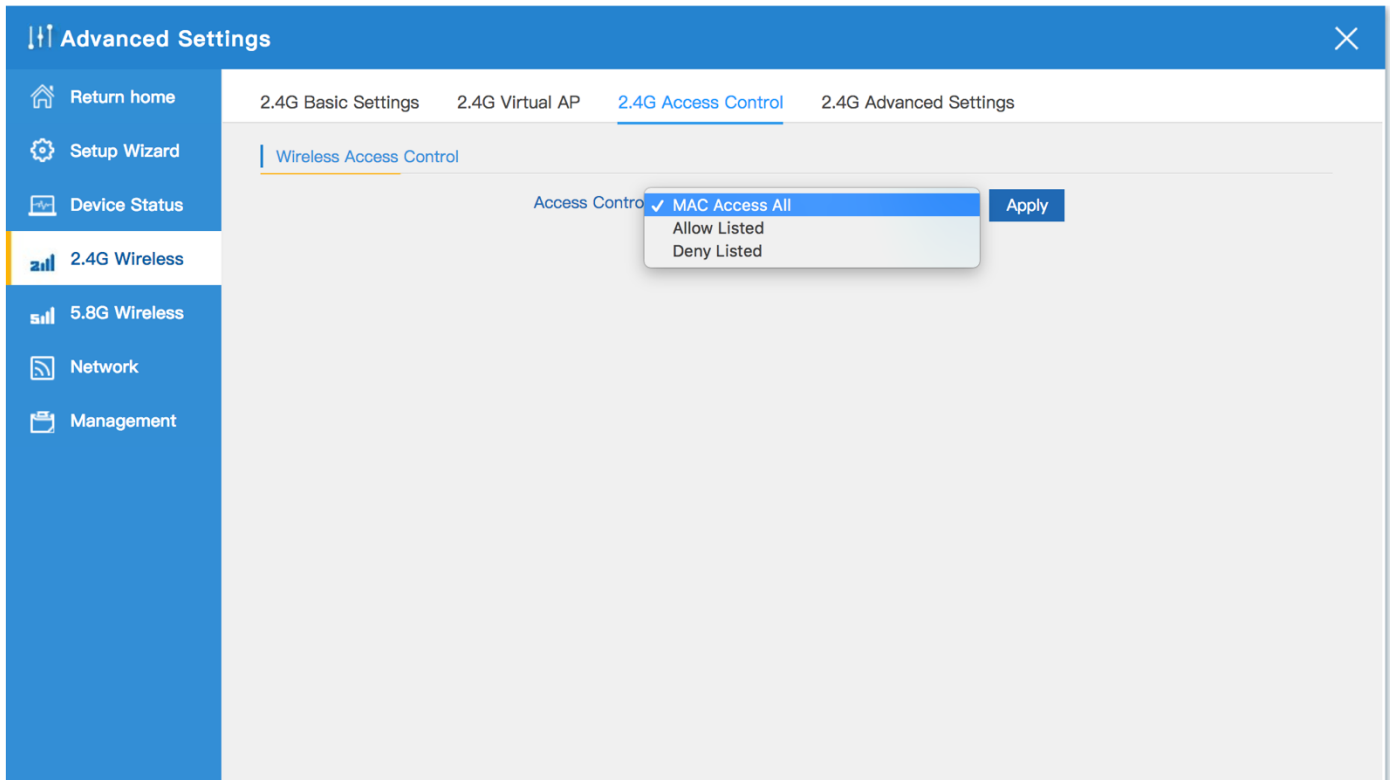 Advanced Settings
Return home
Setup Wizard
Device Status
2.4G Wireless
5.8G Wireless
Network
Management
2.4G Basic Settings 2.4G Virtual AP 2.4G Access Control 2.4G Advanced Settings
Wireless Access Control
Access Contro ✓ MAC Access All Apply
Allow Listed
Deny Listed